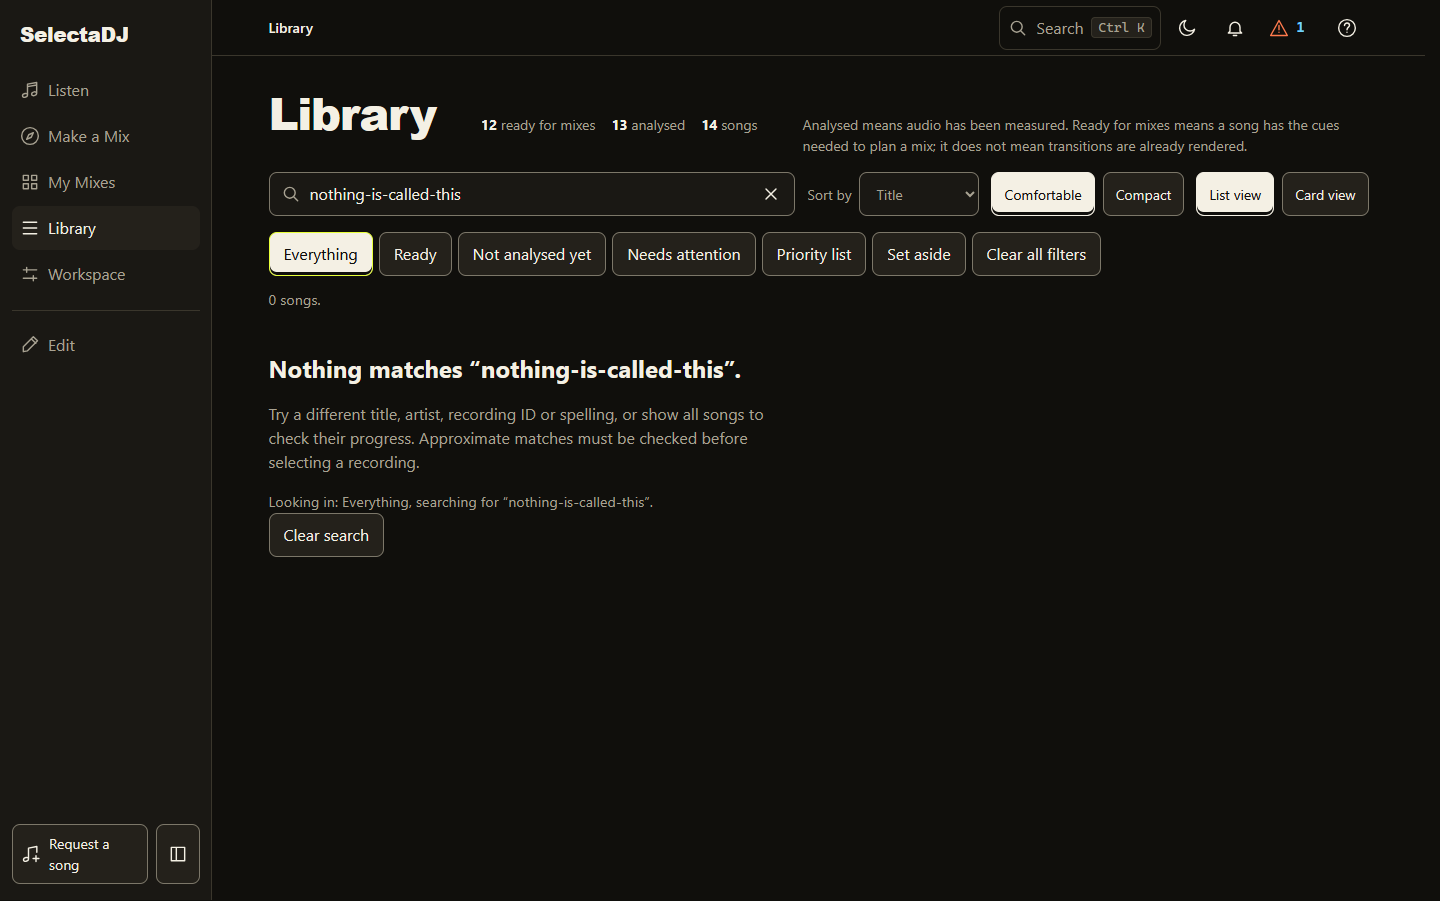 SelectaDJ
Listen
Make a Mix
My Mixes
Library
Workspace
Edit
Request a
song
Library
Search Ctrl K
1
Library
12 ready for mixes 13 analysed 14 songs
Analysed means audio has been measured. Ready for mixes means a song has the cues
needed to plan a mix; it does not mean transitions are already rendered.
nothing-is-called-this
Sort by Title Comfortable Compact List view Card view
Everything Ready Not analysed yet Needs attention Priority list Set aside Clear all filters
0 songs.
Nothing matches “nothing-is-called-this”.
Try a different title, artist, recording ID or spelling, or show all songs to
check their progress. Approximate matches must be checked before
selecting a recording.
Looking in: Everything, searching for “nothing-is-called-this”.
Clear search